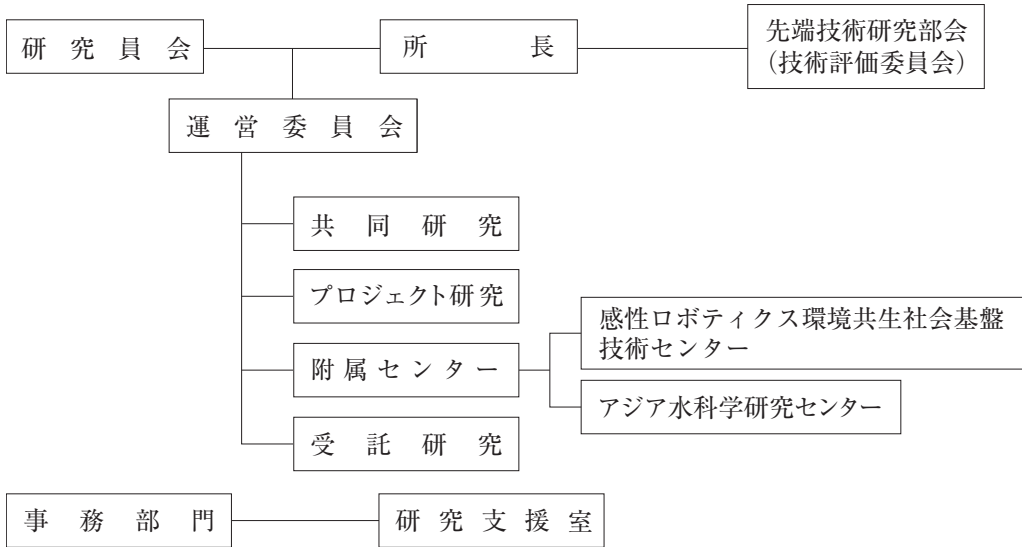 研究員会
所長
先端技術研究部会
（技術評価委員会）
運営委員会
共同研究
プロジェクト研究
感性ロボティクス環境共生社会基盤
技術センター
附属センター
アジア水科学研究センター
受託研究
事務部門
研究支援室